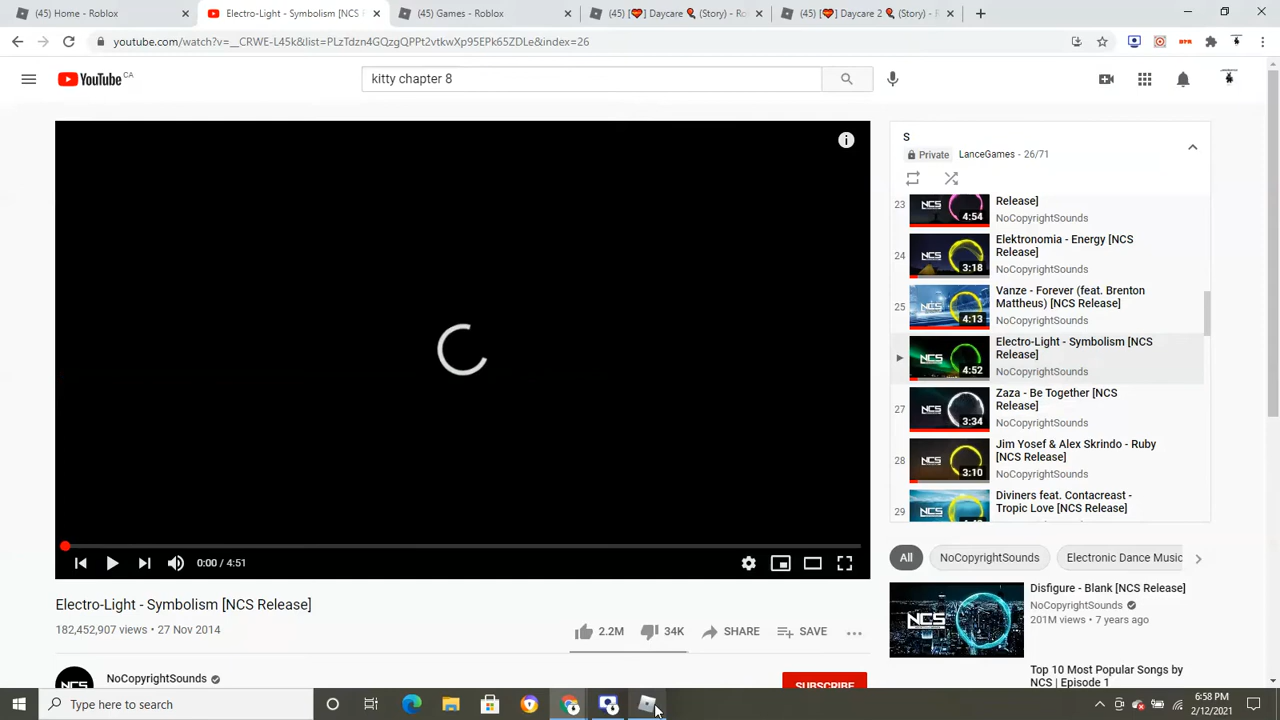 (45) Home - Roblox
Electro-Light - Symbolism [NCS
(45) Games - Roblox
(45) [❤️] Daycare 🎈 (Story) - Ro
(45) [❤️] Daycare 2 🎈 (Story) - R
youtube.com/watch?v=__CRWE-L45k&list=PLzTdzn4GQzgQPPt2vtkwXp95FPk65ZDLe&index=26
YouTube CA
kitty chapter 8
S
Private LanceGames - 26/71
23
4:54
Release]
NoCopyrightSounds
24
NCS
3:18
Elektronomia - Energy [NCS
Release]
NoCopyrightSounds
25
4:13
Vanze - Forever (feat. Brenton
Mattheus) [NCS Release]
NoCopyrightSounds
NCS
4:52
Electro-Light - Symbolism [NCS
Release]
NoCopyrightSounds
27
NCS
3:34
Zaza - Be Together [NCS
Release]
NoCopyrightSounds
28
NCS
3:10
Jim Yosef & Alex Skrindo - Ruby
[NCS Release]
NoCopyrightSounds
29
NCS
Diviners feat. Contacreast -
Tropic Love [NCS Release]
0:00 / 4:51
Electro-Light - Symbolism [NCS Release]
182,452,907 views • 27 Nov 2014
2.2M
34K
SHARE
SAVE
NoCopyrightSounds
SUBSCRIBE
All
NoCopyrightSounds
Electronic Dance Music
NCS
Disfigure - Blank [NCS Release]
NoCopyrightSounds
201M views • 7 years ago
Top 10 Most Popular Songs by
NCS | Episode 1
Type here to search
6:58 PM
2/12/2021